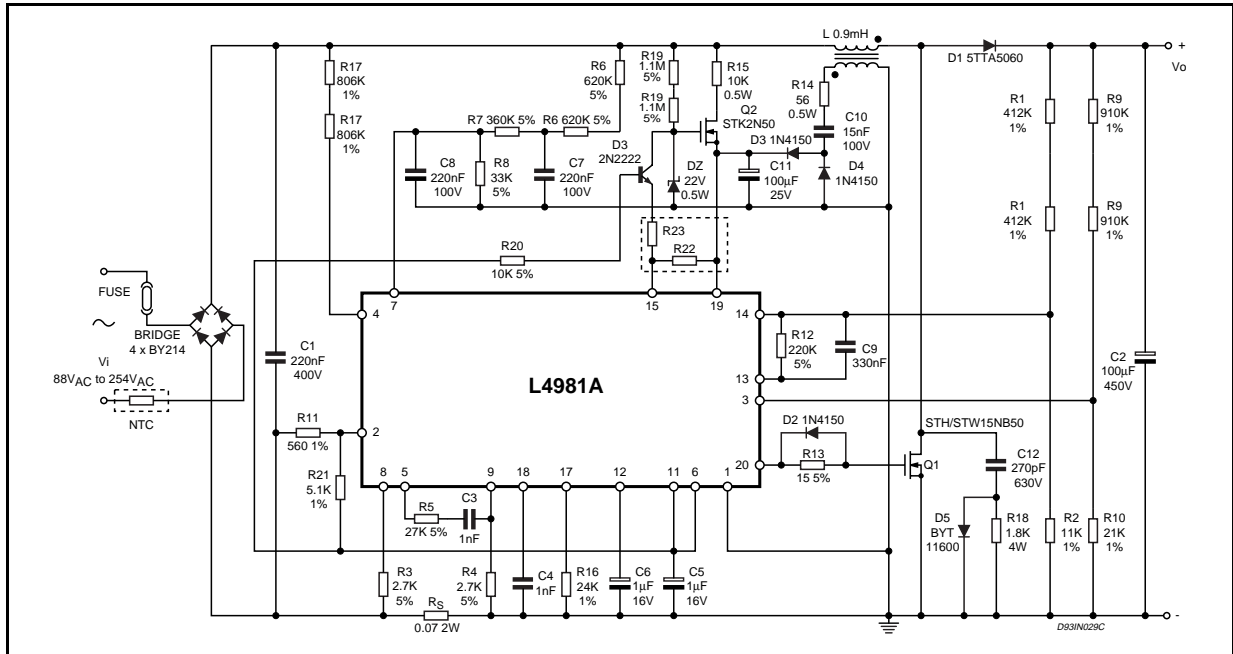 L 0.9mH
D1 5TTA5060
+
Vo
R17
806K
1%
R17
806K
1%
R6
620K
5%
R19
1.1M
5%
R19
1.1M
5%
R15
10K
0.5W
Q2
STK2N50
R14
56
0.5W
C10
15nF
100V
R1
412K
1%
R9
910K
1%
R7 360K 5%
R6 620K 5%
D3
2N2222
D3 1N4150
D4
1N4150
C8
220nF
100V
R8
33K
5%
C7
220nF
100V
DZ
22V
0.5W
C11
100µF
25V
R1
412K
1%
R9
910K
1%
R23
R22
R20
10K 5%
FUSE
BRIDGE
4 x BY214
Vi
88VAC to 254VAC
NTC
7
15
19
4
14
C1
220nF
400V
L4981A
R12
220K
5%
C9
330nF
13
3
C2
100µF
450V
R11
560 1%
2
D2 1N4150
R13
15 5%
20
STH/STW15NB50
Q1
C12
270pF
630V
R21
5.1K
1%
8
5
9
18
17
12
11
6
1
R5
27K 5%
C3
1nF
D5
BYT
11600
R18
1.8K
4W
R2
11K
1%
R10
21K
1%
R3
2.7K
5%
R4
2.7K
5%
C4
1nF
R16
24K
1%
C6
1µF
16V
C5
1µF
16V
RS
0.07 2W
-
D93IN029C